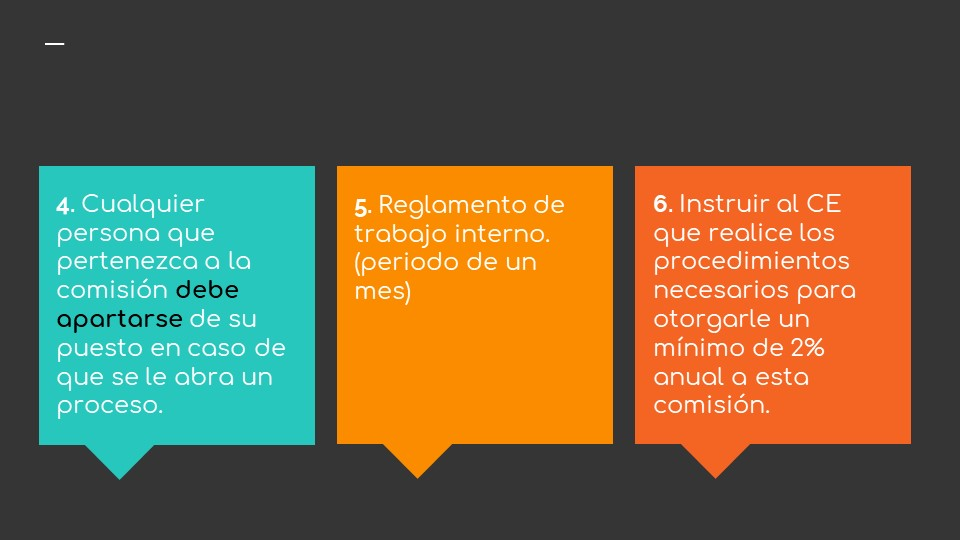 4. Cualquier
persona que
pertenezca a la
comisión debe
apartarse de su
puesto en caso de
que se le abra un
proceso.
5. Reglamento de
trabajo interno.
(periodo de un
mes)
6. Instruir al CE
que realice los
procedimientos
necesarios para
otorgarle un
mínimo de 2%
anual a esta
comisión.